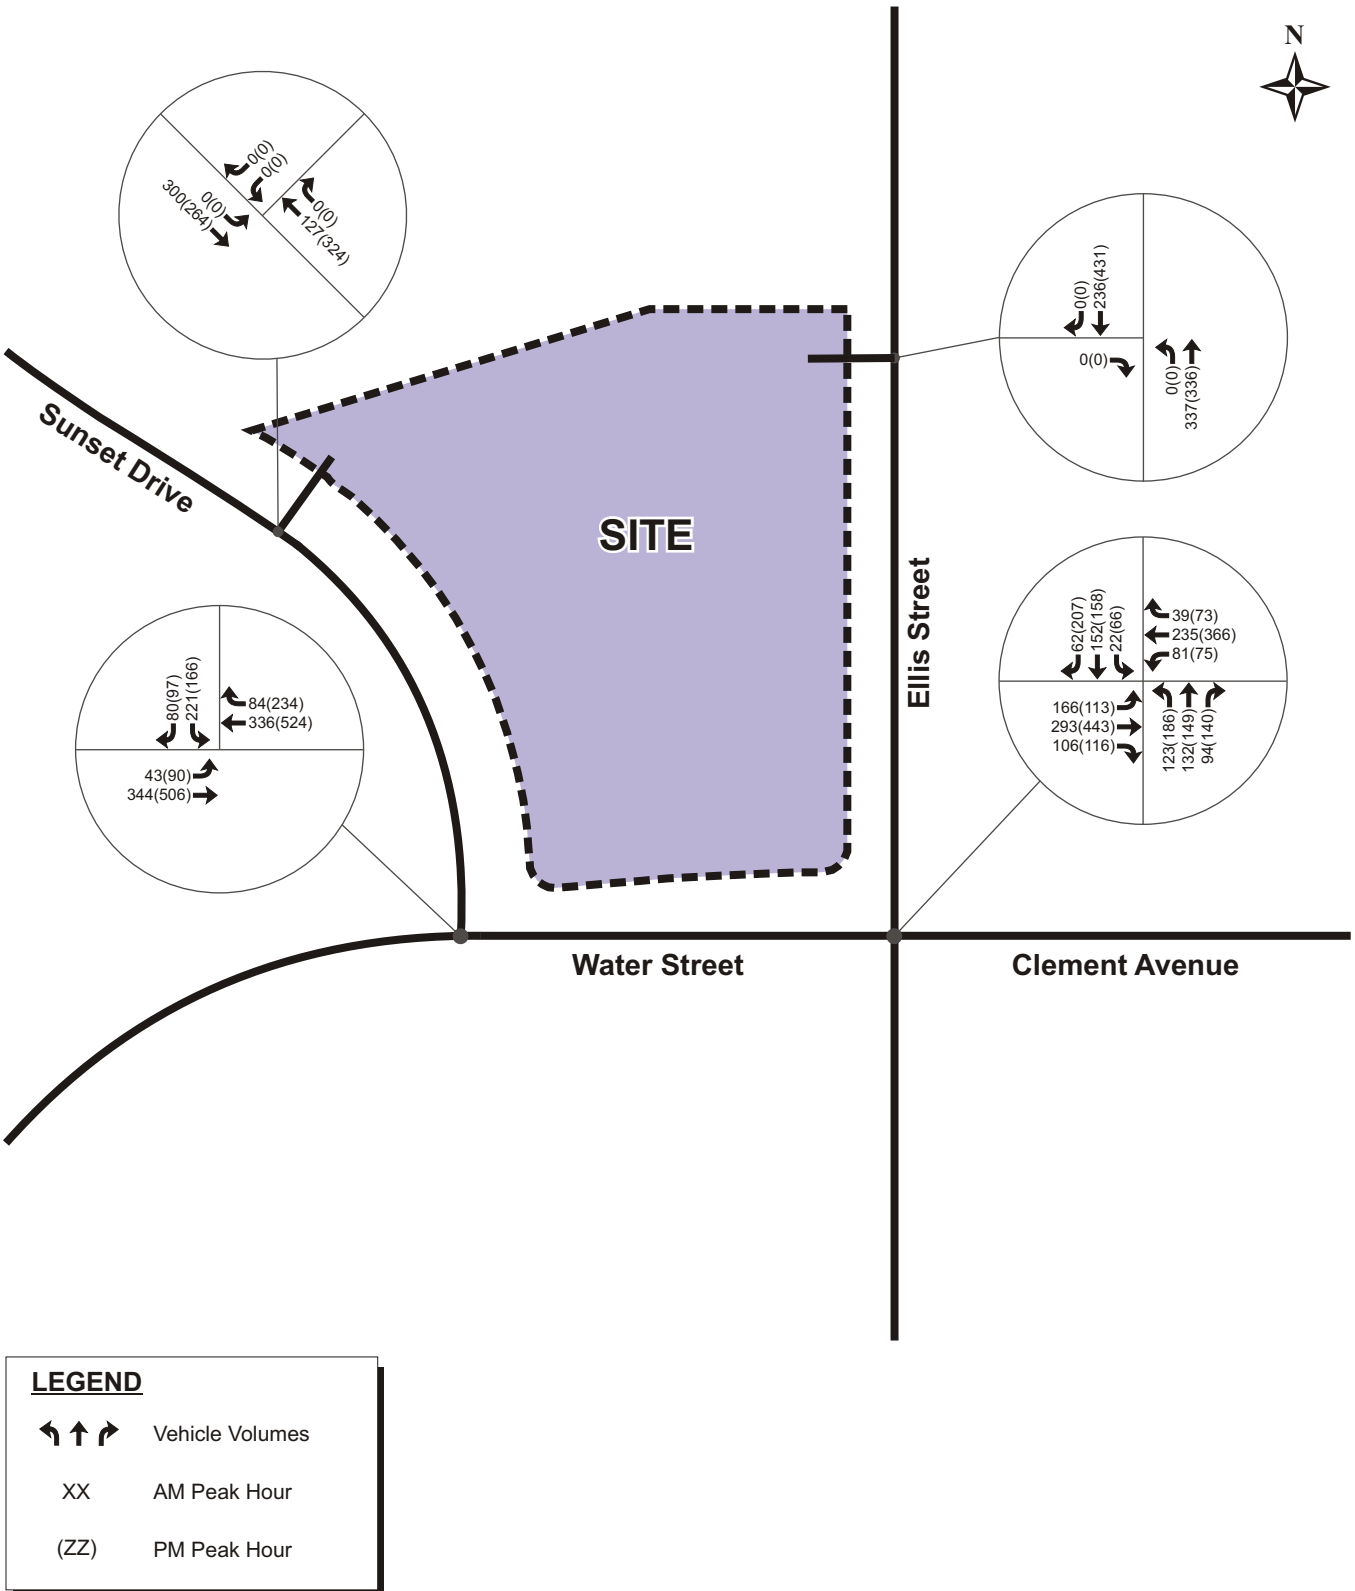 N
0(0)
0(0)
300(264)
0(0)
0(0)
127(324)
0(0)
236(431)
0(0)
0(0)
337(336)
Sunset Drive
SITE
Ellis Street
62(207)
152(158)
22(66)
39(73)
235(366)
81(75)
166(113)
293(443)
106(116)
123(186)
132(149)
94(140)
80(97)
221(166)
84(234)
336(524)
43(90)
344(506)
Water Street
Clement Avenue
LEGEND
Vehicle Volumes
XX AM Peak Hour
(ZZ) PM Peak Hour